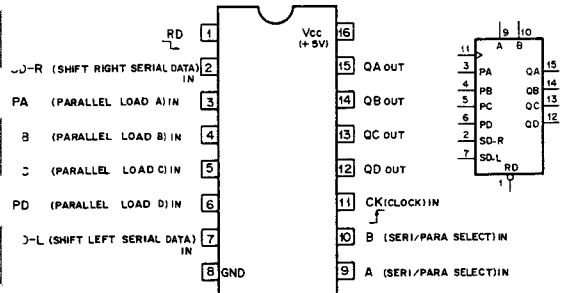 RD 1
Vcc
(+5V) 16
SD-R (SHIFT RIGHT SERIAL DATA)
IN 2
15 QA OUT
PA (PARALLEL LOAD A) IN 3
14 QB OUT
B (PARALLEL LOAD B) IN 4
13 QC OUT
C (PARALLEL LOAD C) IN 5
12 QD OUT
PD (PARALLEL LOAD D) IN 6
11 CK(CLOCK)IN
D-L (SHIFT LEFT SERIAL DATA)
IN 7
10 B (SERI/PARA SELECT) IN
8 GND
9 A (SERI/PARA SELECT) IN
9 10
A B
11
3 PA QA 15
4 PB QB 14
5 PC QC 13
6 PD QD 12
2 SD-R
7 SD-L
RD
1